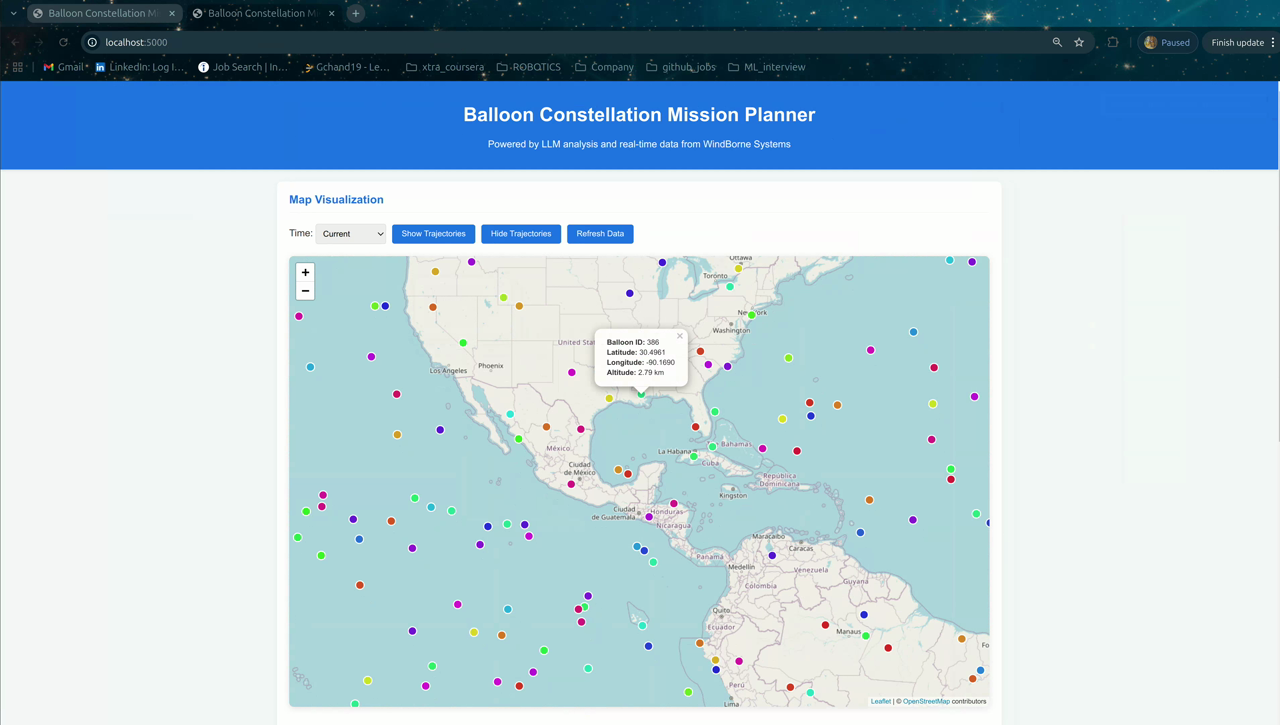 Balloon Constellation Mi
Balloon Constellation M
localhost:5000
Paused
Finish update
Gmail
LinkedIn: Log I...
Job Search | In...
Gchand19 - Le...
xtra_coursera
ROBOTICS
Company
github_jobs
ML_interview
Balloon Constellation Mission Planner
Powered by LLM analysis and real-time data from WindBorne Systems
Map Visualization
Time: Current Show Trajectories Hide Trajectories Refresh Data
+
−
Ottawa
Toronto
New York
Washington
United Sta
Los Angeles
Phoenix
Balloon ID: 386
Latitude: 30.4961
Longitude: -90.1690
Altitude: 2.79 km
México
Ciudad
de México
La Habana
Cuba
The Bahamas
República
Dominicana
Kingston
Ciudad
de Guatemala
Honduras
Nicaragua
Panamá
Maracaibo
Caracas
Medellín
Venezuela
Colombia
Guyana
Quito
Ecuador
Manaus
Fo
Perú
Lima
Leaflet | © OpenStreetMap contributors